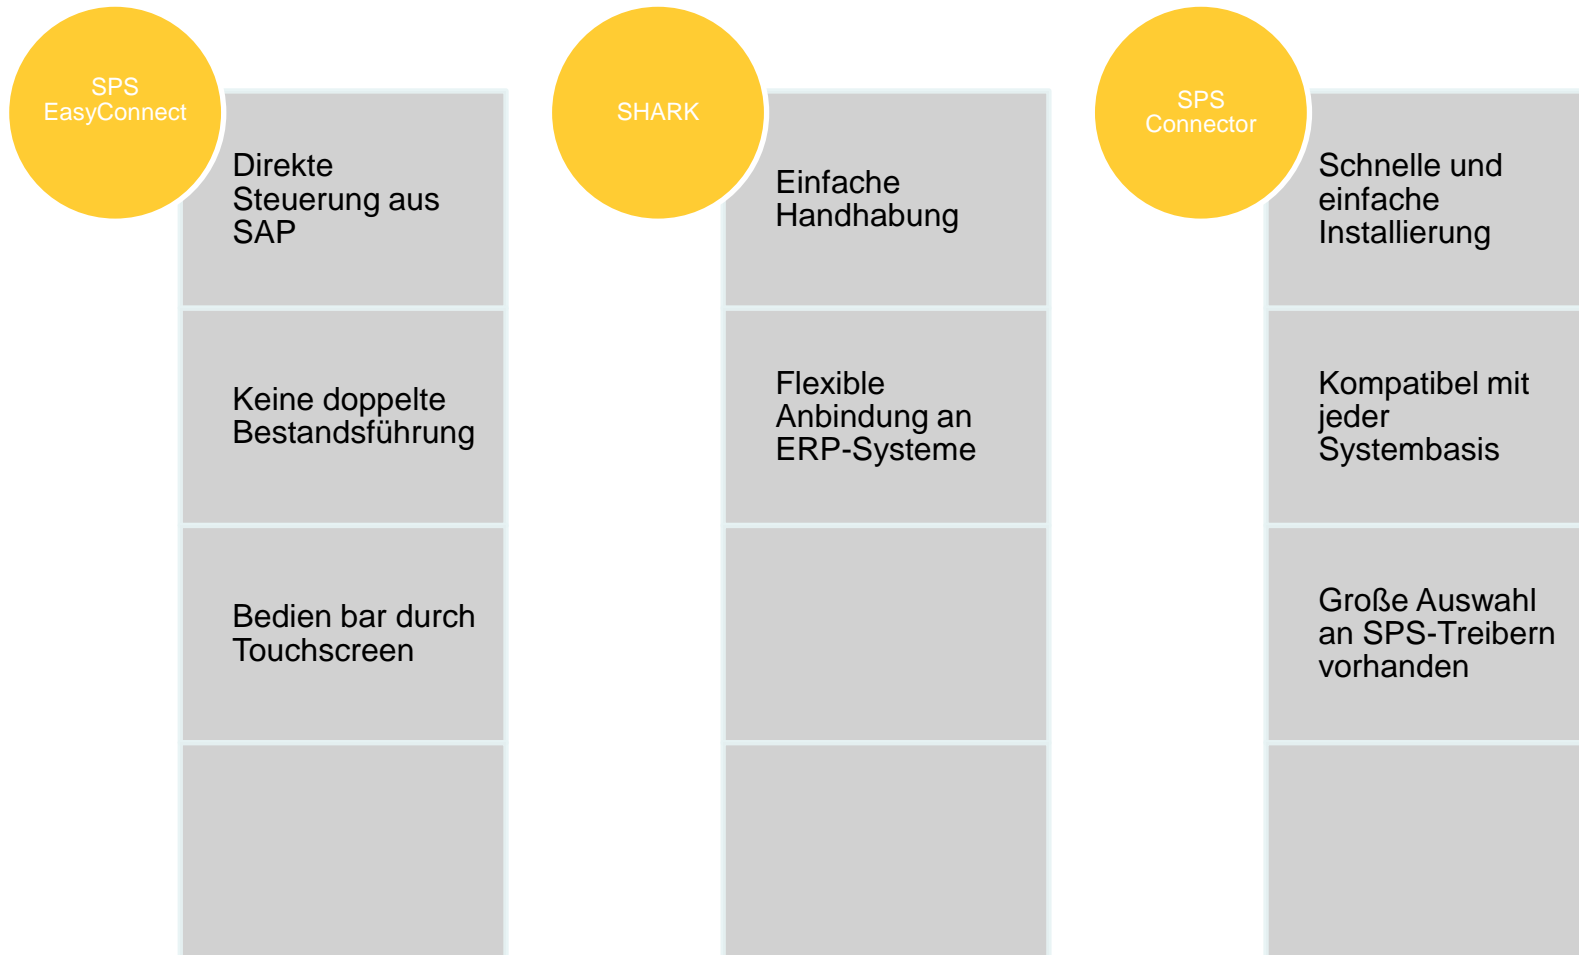 SPS
EasyConnect
Direkte
Steuerung aus
SAP
Keine doppelte
Bestandsführung
Bedien bar durch
Touchscreen
SHARK
Einfache
Handhabung
Flexible
Anbindung an
ERP-Systeme
SPS
Connector
Schnelle und
einfache
Installierung
Kompatibel mit
jeder
Systembasis
Große Auswahl
an SPS-Treibern
vorhanden